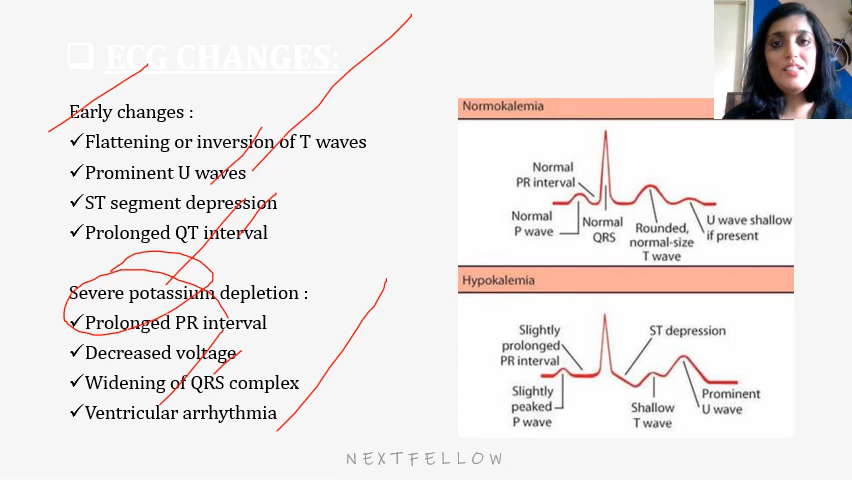 ❑ ECG CHANGES:
Early changes :
✓Flattening or inversion of T waves
✓Prominent U waves
✓ST segment depression
✓Prolonged QT interval
Severe potassium depletion :
✓Prolonged PR interval
✓Decreased voltage
✓Widening of QRS complex
✓Ventricular arrhythmia
Normokalemia
Normal
PR interval
Normal
P wave
Normal
QRS
Rounded,
normal-size
T wave
U wave shallow
if present
Hypokalemia
Slightly
prolonged
PR interval
ST depression
Slightly
peaked
P wave
Shallow
T wave
Prominent
U wave
NEXTFELLOW